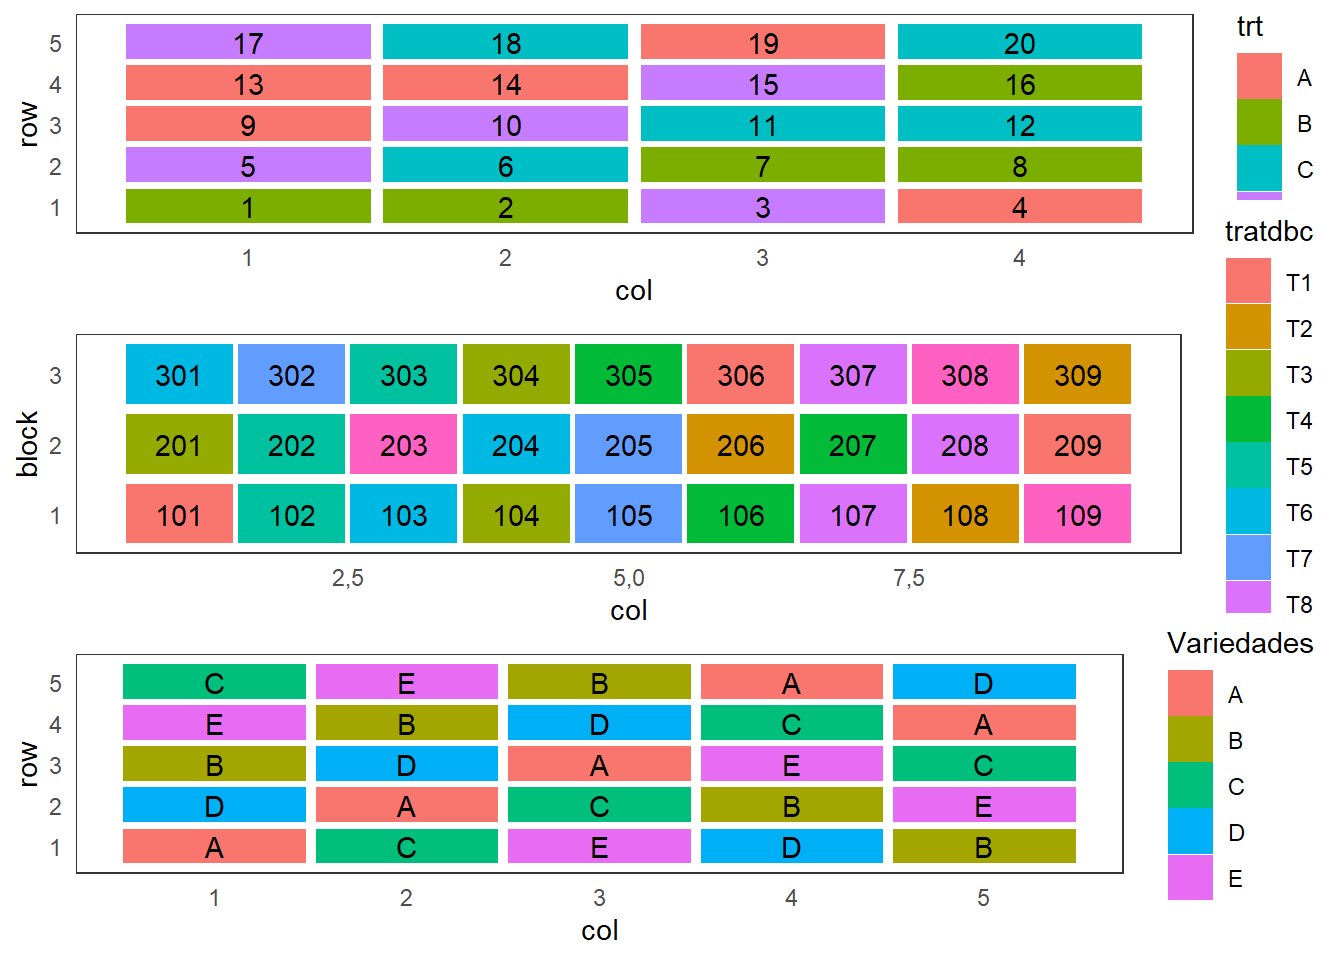 trt
A
B
C
row
5 17 18 19 20
4 13 14 15 16
3 9 10 11 12
2 5 6 7 8
1 1 2 3 4
1 2 3 4
col
tratdbc
T1
T2
T3
T4
T5
T6
T7
T8
block
3 301 302 303 304 305 306 307 308 309
2 201 202 203 204 205 206 207 208 209
1 101 102 103 104 105 106 107 108 109
2,5 5,0 7,5
col
Variedades
A
B
C
D
E
row
5 C E B A D
4 E B D C A
3 B D A E C
2 D A C B E
1 A C E D B
1 2 3 4 5
col